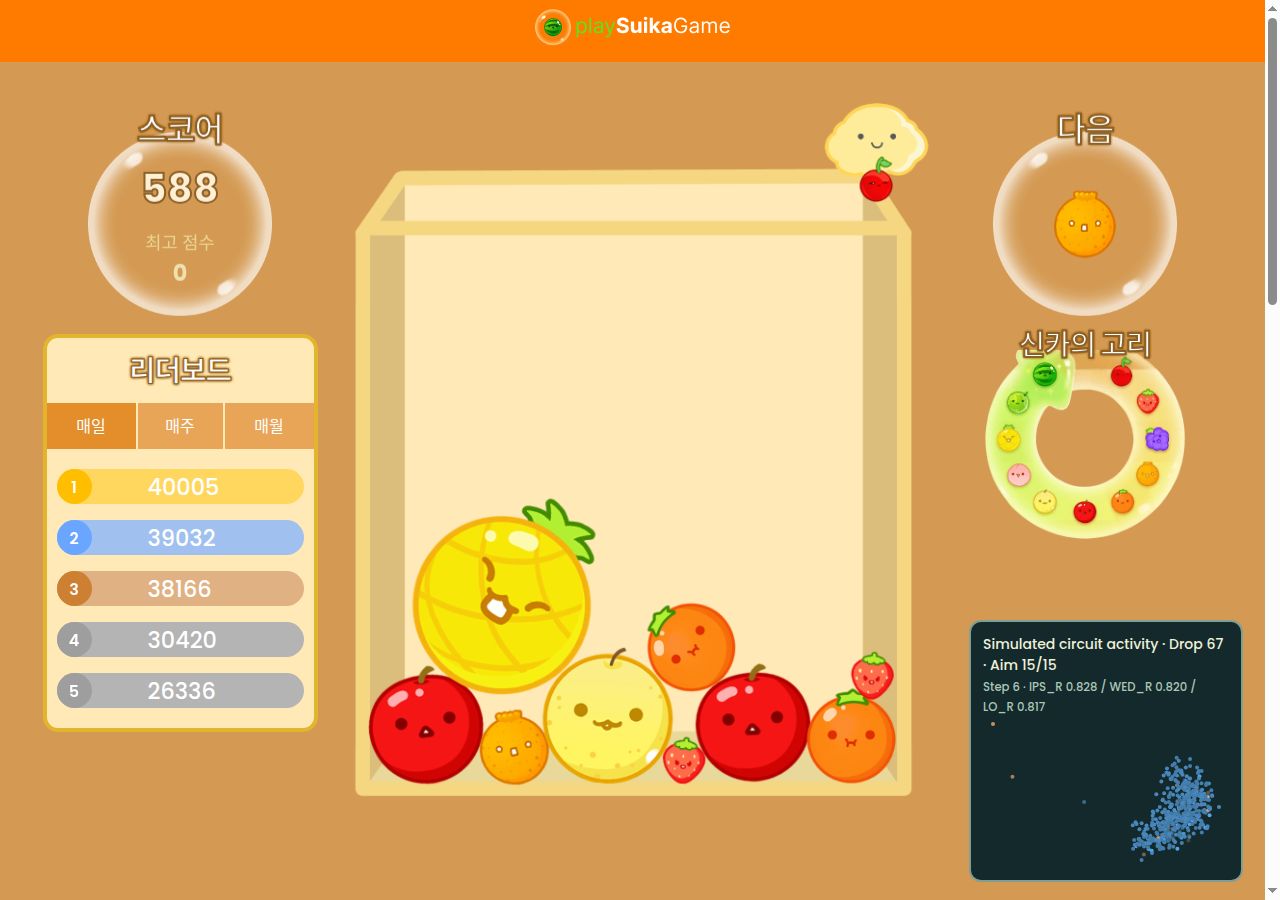 playSuikaGame
스코어
588
최고 점수
0
리더보드
매일 매주 매월
1 40005
2 39032
3 38166
4 30420
5 26336
다음
신카의 고리
Simulated circuit activity · Drop 67
· Aim 15/15
Step 6 · IPS_R 0.828 / WED_R 0.820 /
LO_R 0.817